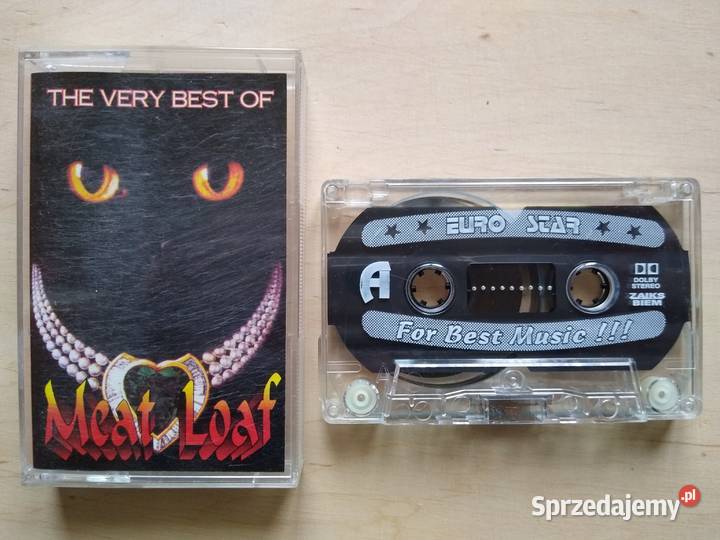 THE VERY BEST OF
Meat Loaf
EURO STAR
A
DOLBY
STEREO
ZAIKS
BIEM
For Best Music !!!
A
Sprzedajemy.pl